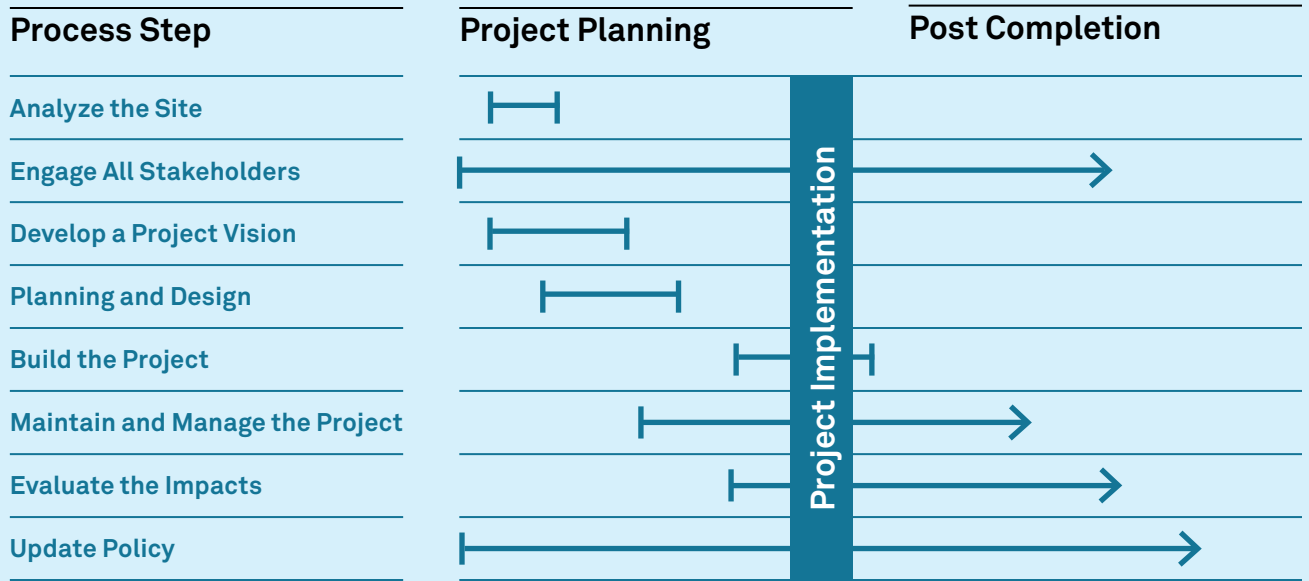 Process Step
Project Planning
Post Completion
Analyze the Site
Engage All Stakeholders
Develop a Project Vision
Planning and Design
Build the Project
Maintain and Manage the Project
Evaluate the Impacts
Update Policy
Project Implementation